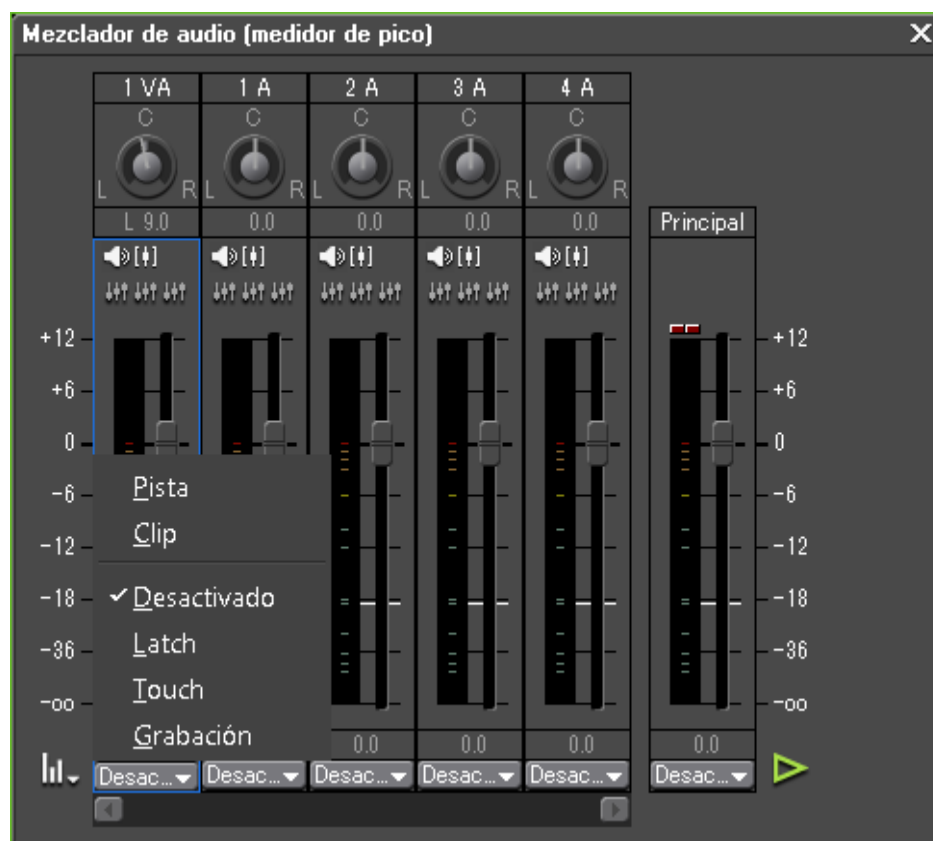 Mezclador de audio (medidor de pico)
1 VA 1 A 2 A 3 A 4 A
C C C C C
L R L R L R L R L R
L 9.0 0.0 0.0 0.0 0.0 Principal
+12 +12
+6 +6
0 0
-6 Pista -6
-12 Clip -12
-18 Desactivado -18
-36 Latch -36
-oo Touch -oo
Grabación 0.0 0.0 0.0 0.0
Desac... Desac... Desac... Desac... Desac... Desac...